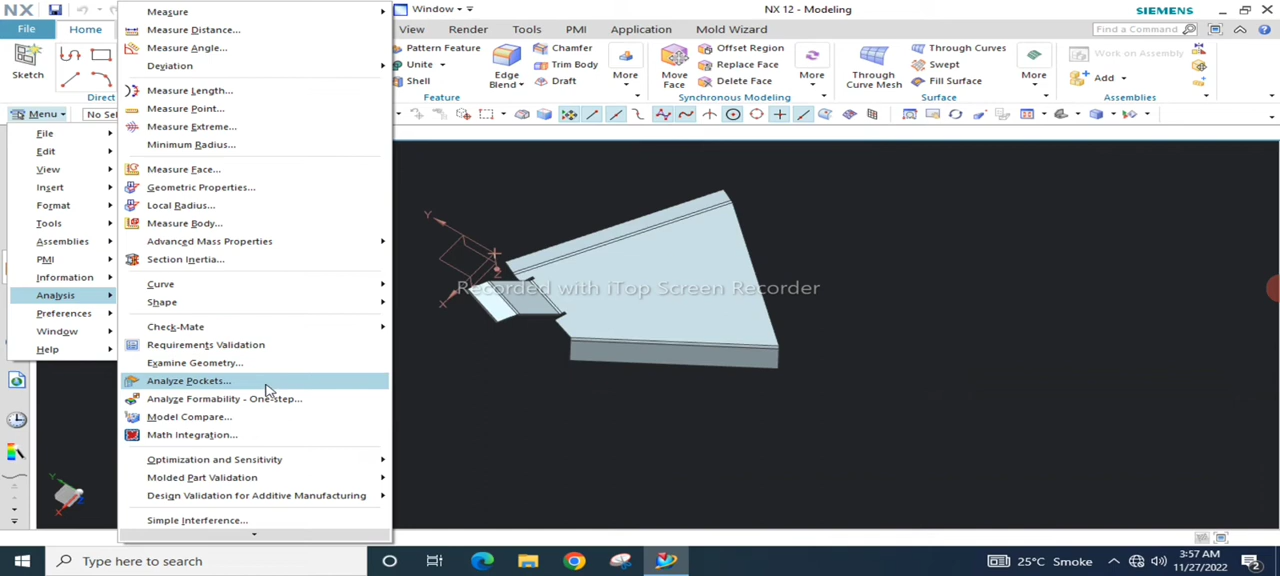 NX
Window
NX 12 - Modeling
SIEMENS
File
Home
View
Render
Tools
PMI
Application
Mold Wizard
Find a Command
Sketch
Direct
Pattern Feature
Unite
Shell
Edge
Blend
Chamfer
Trim Body
Draft
More
Feature
Move
Face
Offset Region
Replace Face
Delete Face
More
Synchronous Modeling
Through
Curve Mesh
Through Curves
Swept
Fill Surface
More
Surface
Work on Assembly
Add
Assemblies
Menu
No Sel
File
Edit
View
Insert
Format
Tools
Assemblies
PMI
Information
Analysis
Preferences
Window
Help
Measure
Measure Distance...
Measure Angle...
Deviation
Measure Length...
Measure Point...
Measure Extreme...
Minimum Radius...
Measure Face...
Geometric Properties...
Local Radius...
Measure Body...
Advanced Mass Properties
Section Inertia...
Curve
Shape
Check-Mate
Requirements Validation
Examine Geometry...
Analyze Pockets...
Analyze Formability - One-step...
Model Compare...
Math Integration...
Optimization and Sensitivity
Molded Part Validation
Design Validation for Additive Manufacturing
Simple Interference...
Y
Z
X
Recorded with iTop Screen Recorder
Y
X
Type here to search
25°C Smoke
3:57 AM
11/27/2022
2